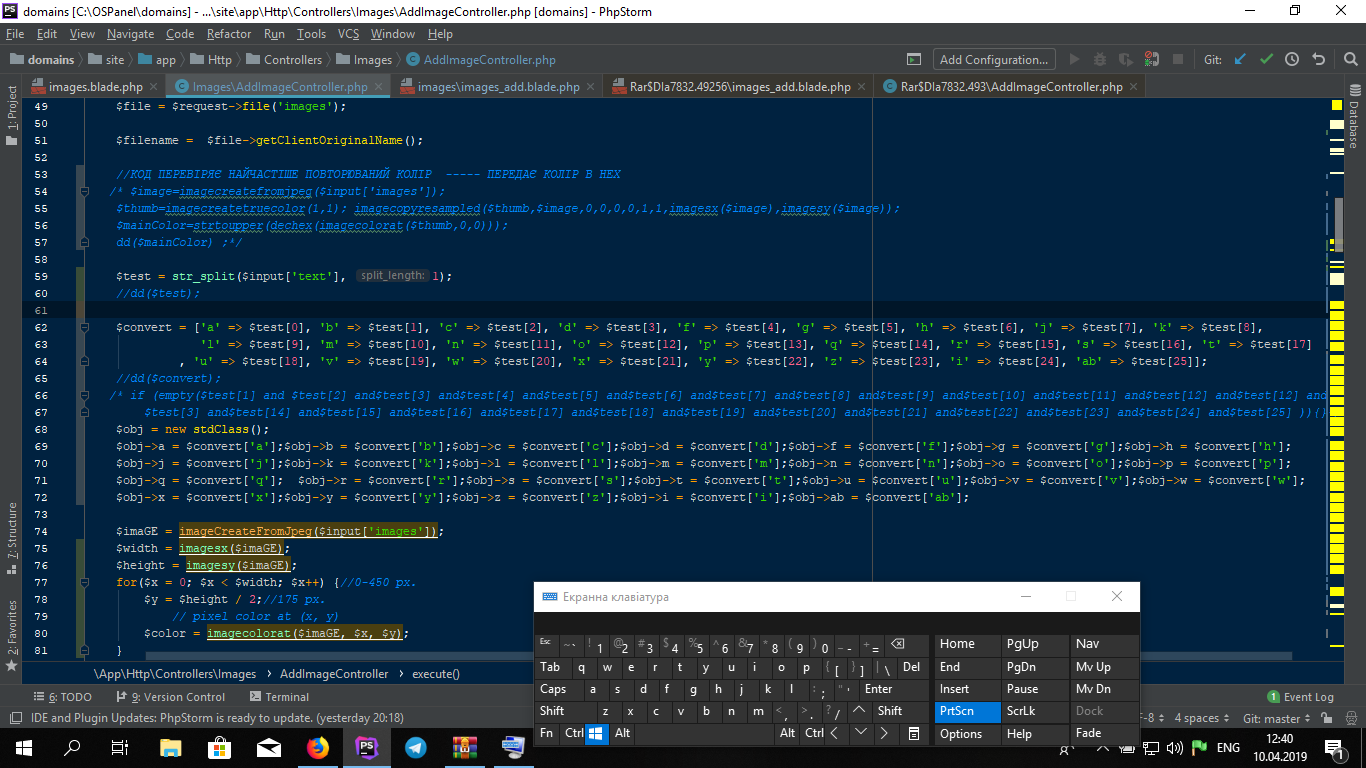 domains [C:\OSPanel\domains] - ...\site\app\Http\Controllers\Images\AddImageController.php [domains] - PhpStorm
File Edit View Navigate Code Refactor Run Tools VCS Window Help
domains site app Http Controllers Images AddImageController.php Add Configuration... Git:
images.blade.php Images\AddImageController.php images\images_add.blade.php Rar$DIa7832.49256\images_add.blade.php Rar$DIa7832.493\AddImageController.php
1: Project
Database
49 $file = $request->file('images');
50
51 $filename =  $file->getClientOriginalName();
52
53 //КОД ПЕРЕВІРЯЄ НАЙЧАСТІШЕ ПОВТОРЮВАНИЙ КОЛІР  ----- ПЕРЕДАЄ КОЛІР В HEX
54 /* $image=imagecreatefromjpeg($input['images']);
55 $thumb=imagecreatetruecolor(1,1); imagecopyresampled($thumb,$image,0,0,0,0,1,1,imagesx($image),imagesy($image));
56 $mainColor=strtoupper(dechex(imagecolorat($thumb,0,0)));
57 dd($mainColor) ;*/
58
59 $test = str_split($input['text'], split_length: 1);
60 //dd($test);
61
62 $convert = ['a' => $test[0], 'b' => $test[1], 'c' => $test[2], 'd' => $test[3], 'f' => $test[4], 'g' => $test[5], 'h' => $test[6], 'j' => $test[7], 'k' => $test[8],
63 'l' => $test[9], 'm' => $test[10], 'n' => $test[11], 'o' => $test[12], 'p' => $test[13], 'q' => $test[14], 'r' => $test[15], 's' => $test[16], 't' => $test[17]
64 , 'u' => $test[18], 'v' => $test[19], 'w' => $test[20], 'x' => $test[21], 'y' => $test[22], 'z' => $test[23], 'i' => $test[24], 'ab' => $test[25]];
65 //dd($convert);
66 /* if (empty($test[1] and $test[2] and$test[3] and$test[4] and$test[5] and$test[6] and$test[7] and$test[8] and$test[9] and$test[10] and$test[11] and$test[12] and$test[12] and
67 $test[3] and$test[14] and$test[15] and$test[16] and$test[17] and$test[18] and$test[19] and$test[20] and$test[21] and$test[22] and$test[23] and$test[24] and$test[25] ))()
68 $obj = new stdClass();
69 $obj->a = $convert['a'];$obj->b = $convert['b'];$obj->c = $convert['c'];$obj->d = $convert['d'];$obj->f = $convert['f'];$obj->g = $convert['g'];$obj->h = $convert['h'];
70 $obj->j = $convert['j'];$obj->k = $convert['k'];$obj->l = $convert['l'];$obj->m = $convert['m'];$obj->n = $convert['n'];$obj->o = $convert['o'];$obj->p = $convert['p'];
71 $obj->q = $convert['q'];  $obj->r = $convert['r'];$obj->s = $convert['s'];$obj->t = $convert['t'];$obj->u = $convert['u'];$obj->v = $convert['v'];$obj->w = $convert['w'];
72 $obj->x = $convert['x'];$obj->y = $convert['y'];$obj->z = $convert['z'];$obj->i = $convert['i'];$obj->ab = $convert['ab'];
73
74 $imaGE = imageCreateFromJpeg($input['images']);
75 $width = imagesx($imaGE);
76 $height = imagesy($imaGE);
77 for($x = 0; $x < $width; $x++) {//0-450 px.
78 $y = $height / 2;//175 px.
79 // pixel color at (x, y)
80 $color = imagecolorat($imaGE, $x, $y);
81 }
7: Structure
2: Favorites
\App\Http\Controllers\Images › AddImageController › execute()
Екранна клавіатура
Esc ~ ` ! 1 @ 2 # 3 $ 4 % 5 ^ 6 & 7 * 8 ( 9 ) 0 _ - + = Home PgUp Nav
Tab q w e r t y u i o p { [ } ] | \ Del End PgDn Mv Up
Caps a s d f g h j k l : ; " ' Enter Insert Pause Mv Dn
Shift z x c v b n m < , > . ? / Shift PrtScn ScrLk Dock
Fn Ctrl Alt Alt Ctrl Options Help Fade
6: TODO 9: Version Control Terminal 1 Event Log
IDE and Plugin Updates: PhpStorm is ready to update. (yesterday 20:18) F-8 4 spaces Git: master
ENG 12:40
10.04.2019 1